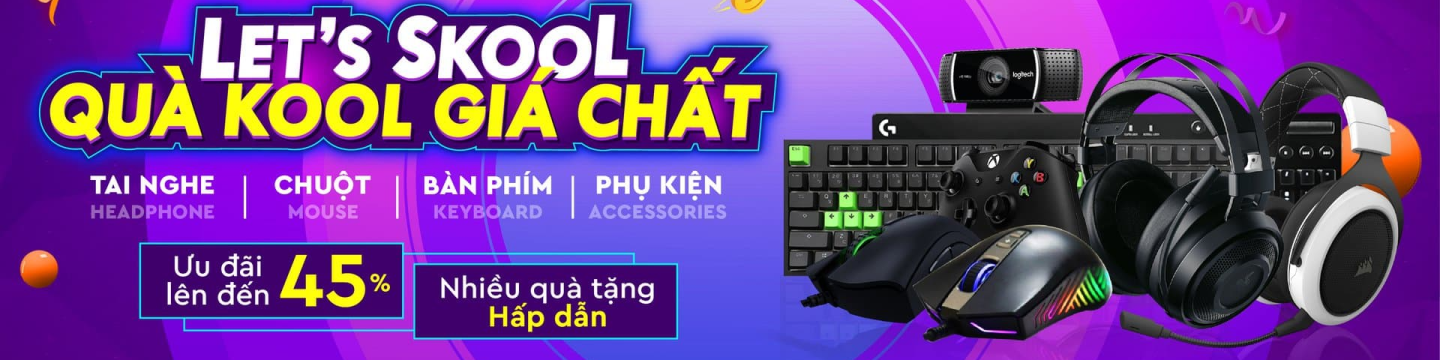 LET'S SKOOL
QUÀ KOOL GIÁ CHẤT
TAI NGHE
HEADPHONE
CHUỘT
MOUSE
BÀN PHÍM
KEYBOARD
PHỤ KIỆN
ACCESSORIES
Ưu đãi
lên đến 45%
Nhiều quà tặng
Hấp dẫn
logitech
G